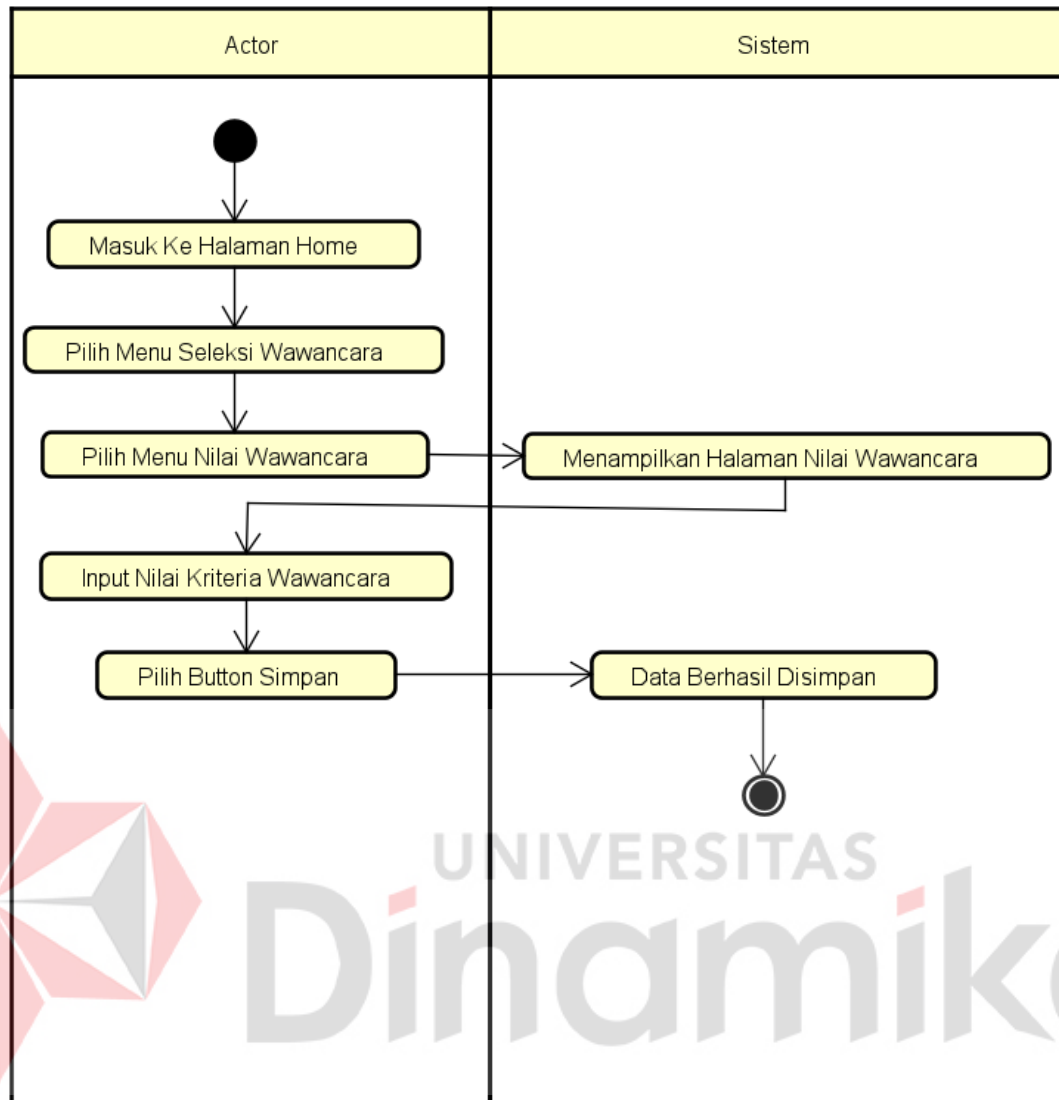 Actor
Sistem
Masuk Ke Halaman Home
Pilih Menu Seleksi Wawancara
Pilih Menu Nilai Wawancara
Menampilkan Halaman Nilai Wawancara
Input Nilai Kriteria Wawancara
Pilih Button Simpan
Data Berhasil Disimpan
UNIVERSITAS
Dinamika